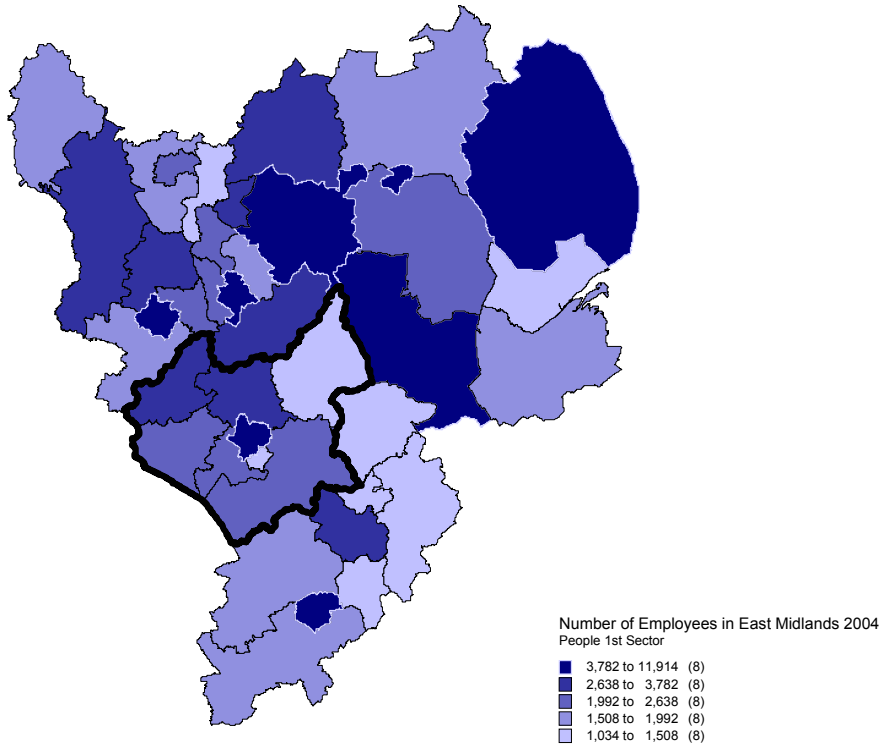 Number of Employees in East Midlands 2004
People 1st Sector
3,782 to 11,914 (8)
2,638 to 3,782 (8)
1,992 to 2,638 (8)
1,508 to 1,992 (8)
1,034 to 1,508 (8)